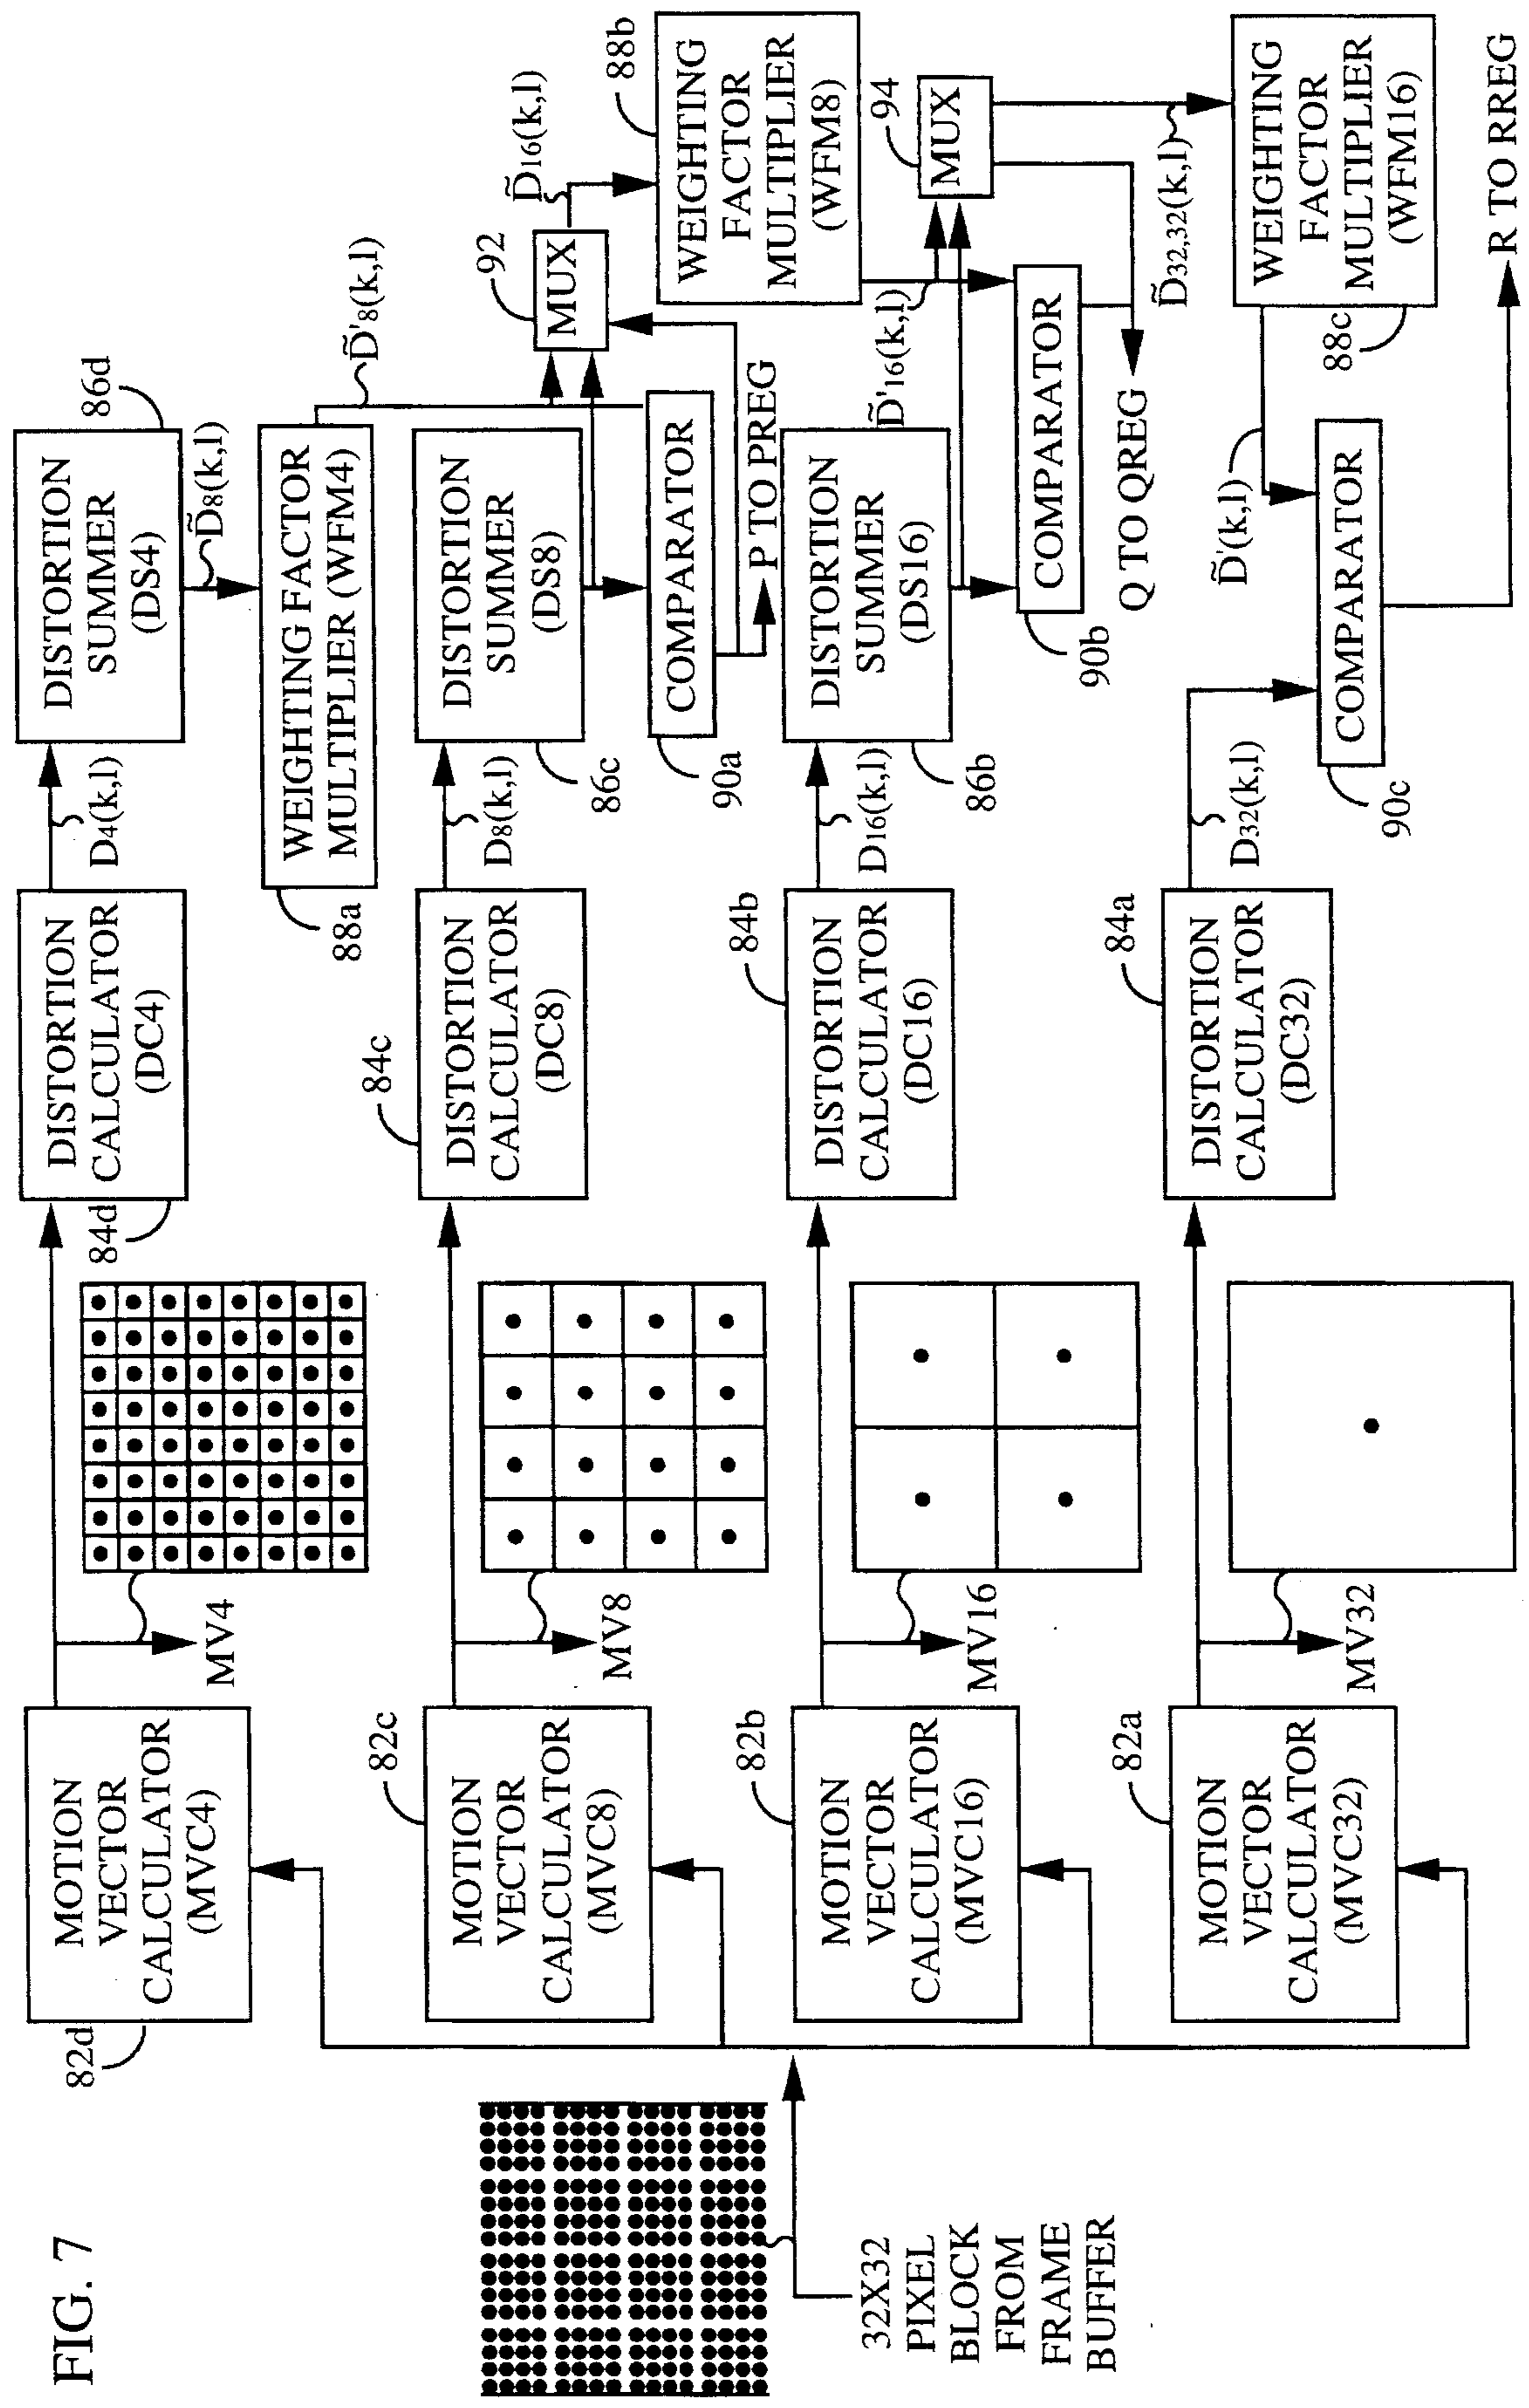 FIG. 7
32X32
PIXEL
BLOCK
FROM
FRAME
BUFFER
82d
MOTION
VECTOR
CALCULATOR
(MVC4)
MV4
84d
DISTORTION
CALCULATOR
(DC4)
D4(k,l)
DISTORTION
SUMMER
(DS4)
86d
D̃8(k,l)
88a
WEIGHTING FACTOR
MULTIPLIER (WFM4)
D̃'8(k,l)
82c
MOTION
VECTOR
CALCULATOR
(MVC8)
MV8
84c
DISTORTION
CALCULATOR
(DC8)
D8(k,l)
86c
DISTORTION
SUMMER
(DS8)
90a
COMPARATOR
P TO PREG
92
MUX
D̃16(k,l)
88b
WEIGHTING
FACTOR
MULTIPLIER
(WFM8)
82b
MOTION
VECTOR
CALCULATOR
(MVC16)
MV16
84b
DISTORTION
CALCULATOR
(DC16)
D16(k,l)
86b
DISTORTION
SUMMER
(DS16)
D̃'16(k,l)
94
MUX
90b
COMPARATOR
Q TO QREG
D̃32,32(k,l)
82a
MOTION
VECTOR
CALCULATOR
(MVC32)
MV32
84a
DISTORTION
CALCULATOR
(DC32)
D32(k,l)
D̃'(k,l)
88c
WEIGHTING
FACTOR
MULTIPLIER
(WFM16)
90c
COMPARATOR
R TO RREG